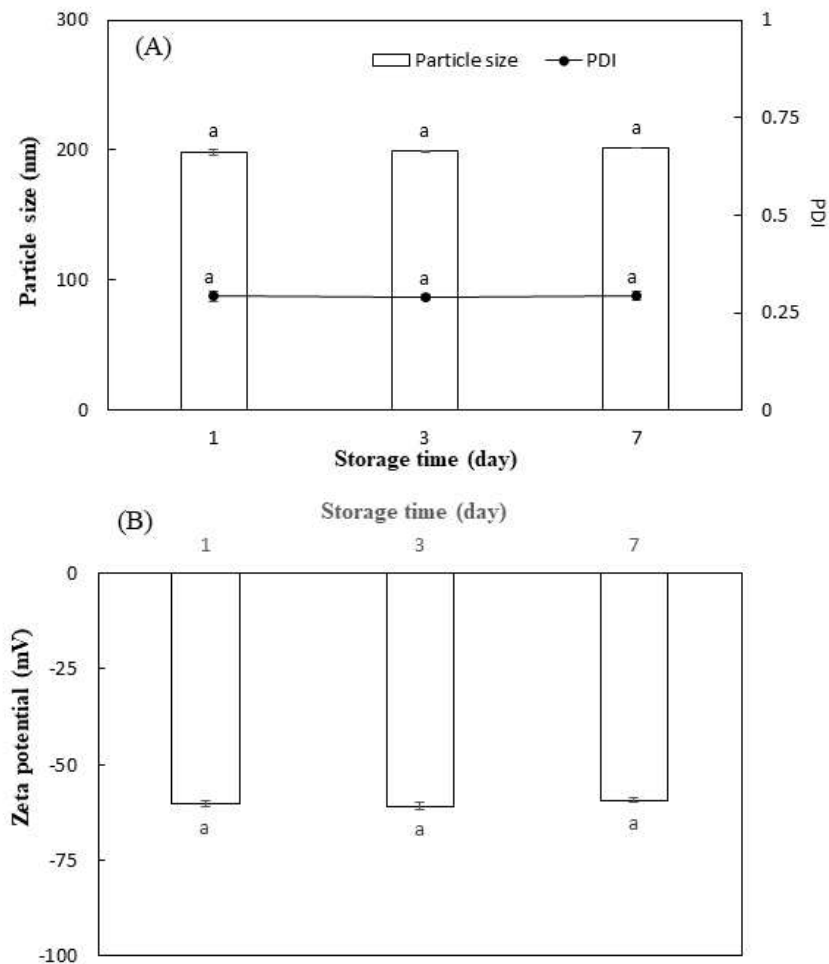 300
1
(A)
Particle size
PDI
a
a
a
0.75
200
Particle size (nm)
0.5
PDI
a
a
a
100
0.25
0
0
1
3
7
Storage time (day)
(B)
Storage time (day)
1
3
7
0
-25
Zeta potential (mV)
-50
a
a
a
-75
-100